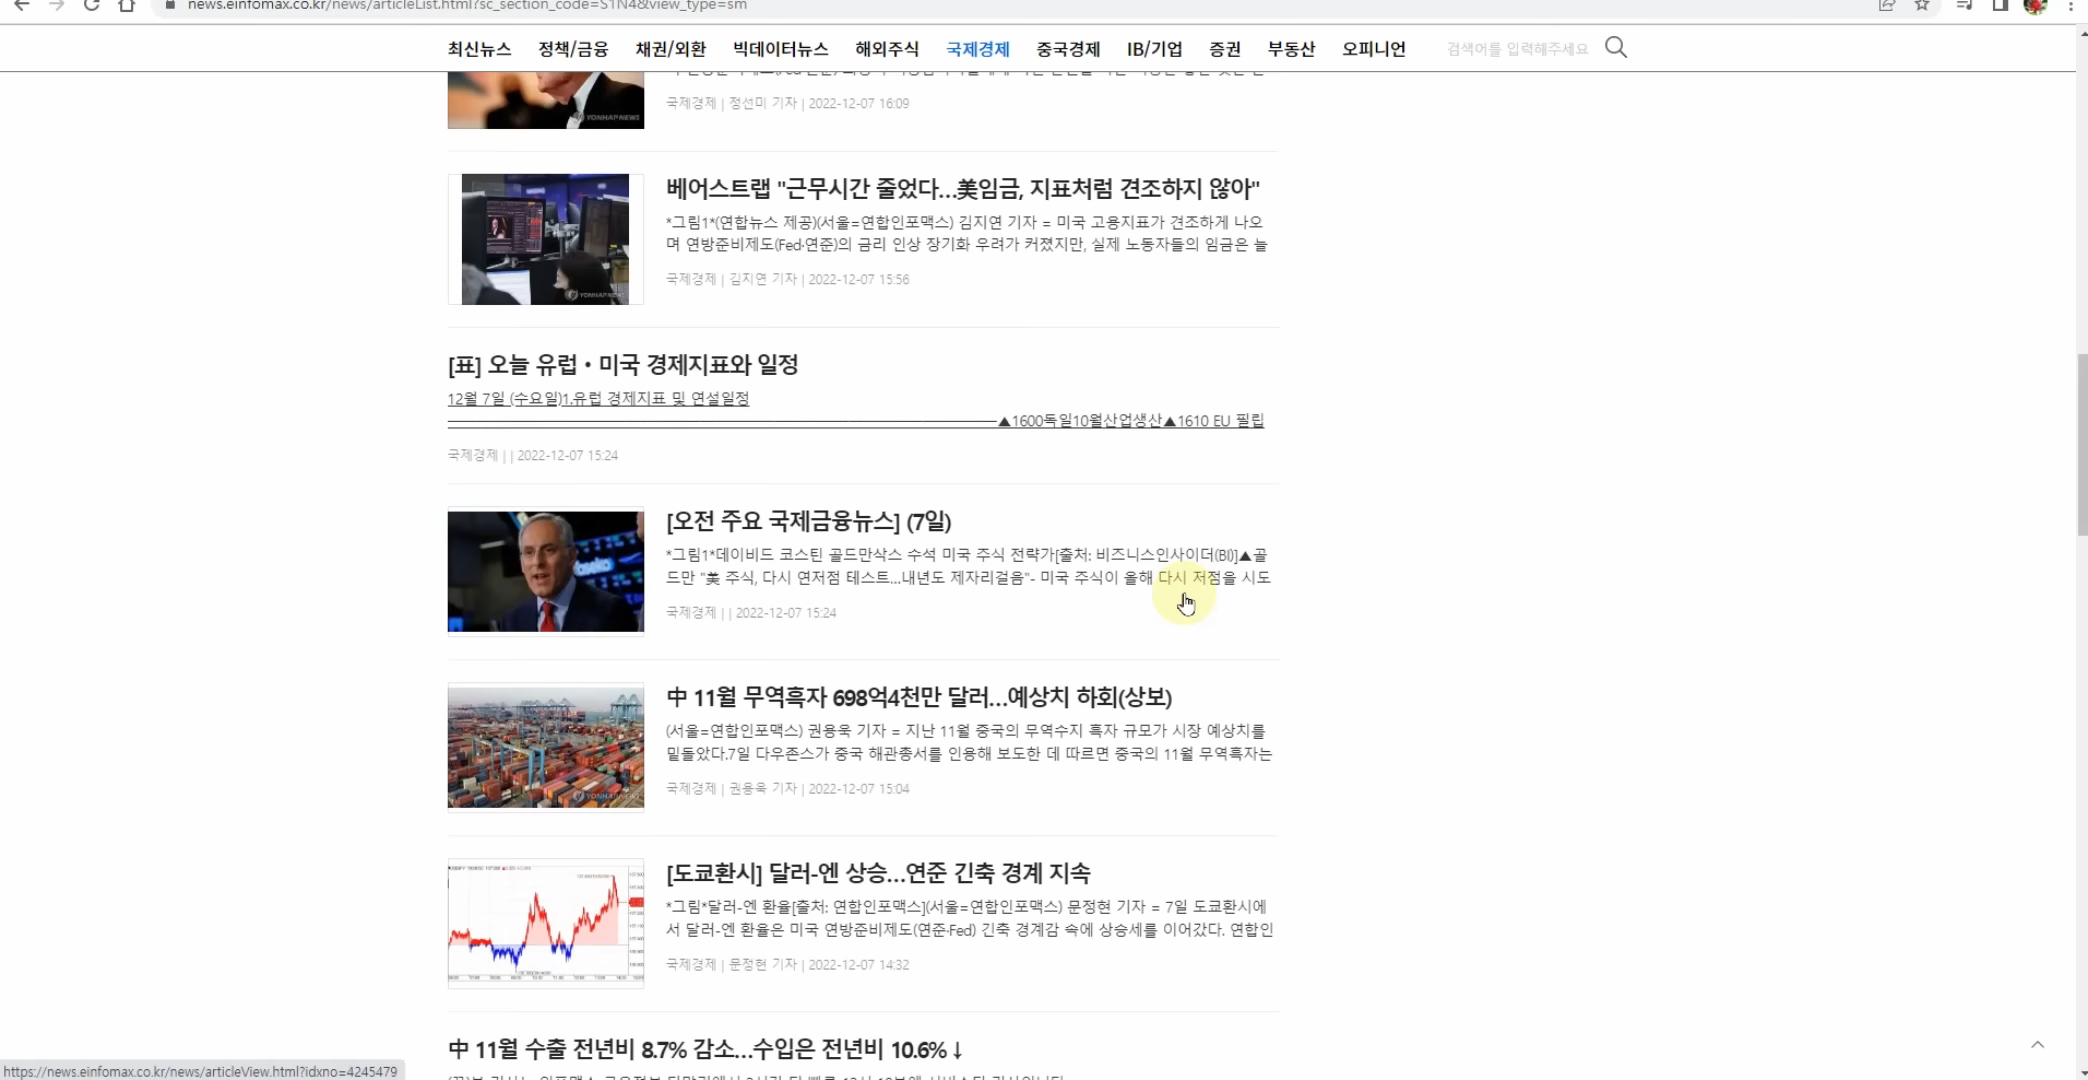 news.einfomax.co.kr/news/articleList.html?sc_section_code=S1N4&view_type=sm
최신뉴스 정책/금융 채권/외환 빅데이터뉴스 해외주식 국제경제 중국경제 IB/기업 증권 부동산 오피니언 검색어를 입력해주세요
YONHAPNEWS
국제경제 | 정선미 기자 | 2022-12-07 16:09
베어스트랩 "근무시간 줄었다…美임금, 지표처럼 견조하지 않아"
*그림1*(연합뉴스 제공)(서울=연합인포맥스) 김지연 기자 = 미국 고용지표가 견조하게 나오
며 연방준비제도(Fed·연준)의 금리 인상 장기화 우려가 커졌지만, 실제 노동자들의 임금은 늘
국제경제 | 김지연 기자 | 2022-12-07 15:56
YONHAPNEWS
[표] 오늘 유럽·미국 경제지표와 일정
12월 7일 (수요일)1.유럽 경제지표 및 연설일정
▲1600독일10월산업생산▲1610 EU 필립
국제경제 | | 2022-12-07 15:24
[오전 주요 국제금융뉴스] (7일)
*그림1*데이비드 코스틴 골드만삭스 수석 미국 주식 전략가[출처: 비즈니스인사이더(BI)]▲골
드만 "美 주식, 다시 연저점 테스트…내년도 제자리걸음"- 미국 주식이 올해 다시 저점을 시도
국제경제 | | 2022-12-07 15:24
中 11월 무역흑자 698억4천만 달러…예상치 하회(상보)
(서울=연합인포맥스) 권용욱 기자 = 지난 11월 중국의 무역수지 흑자 규모가 시장 예상치를
밑돌았다.7일 다우존스가 중국 해관총서를 인용해 보도한 데 따르면 중국의 11월 무역흑자는
국제경제 | 권용욱 기자 | 2022-12-07 15:04
YONHAPNEWS
[도쿄환시] 달러-엔 상승…연준 긴축 경계 지속
*그림*달러-엔 환율[출처: 연합인포맥스](서울=연합인포맥스) 문정현 기자 = 7일 도쿄환시에
서 달러-엔 환율은 미국 연방준비제도(연준·Fed) 긴축 경계감 속에 상승세를 이어갔다. 연합인
국제경제 | 문정현 기자 | 2022-12-07 14:32
中 11월 수출 전년비 8.7% 감소…수입은 전년비 10.6%↓
https://news.einfomax.co.kr/news/articleView.html?idxno=4245479